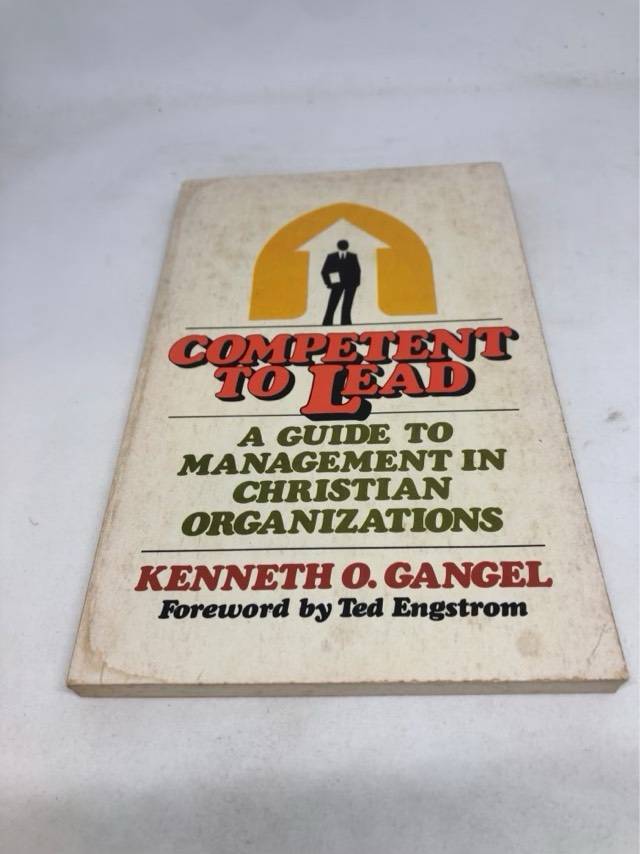 COMPETENT
TO LEAD
A GUIDE TO
MANAGEMENT IN
CHRISTIAN
ORGANIZATIONS
KENNETH O. GANGEL
Foreword by Ted Engstrom